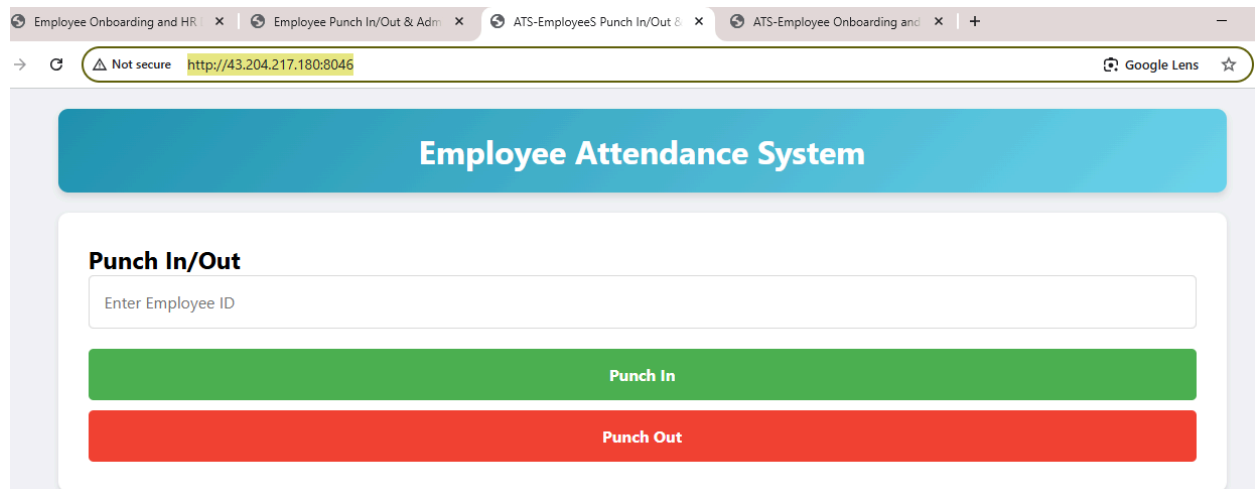 Employee Onboarding and HR
Employee Punch In/Out & Adm
ATS-EmployeeS Punch In/Out &
ATS-Employee Onboarding and
Not secure
http://43.204.217.180:8046
Google Lens
Employee Attendance System
Punch In/Out
Enter Employee ID
Punch In
Punch Out